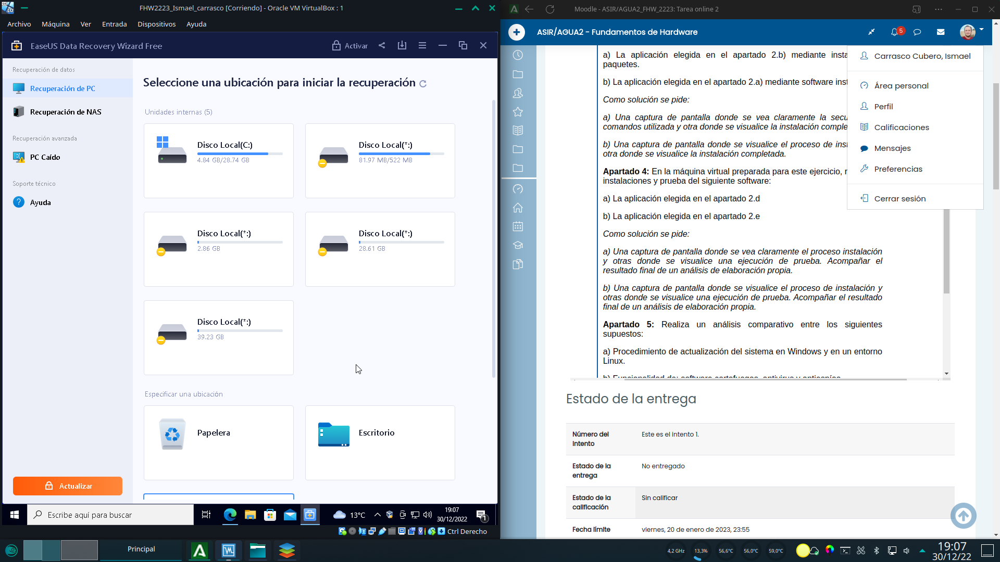 FHW2223_Ismael_carrasco [Corriendo] - Oracle VM VirtualBox : 1
Archivo Máquina Ver Entrada Dispositivos Ayuda
EaseUS Data Recovery Wizard Free
Activar
Recuperación de datos
Recuperación de PC
Recuperación de NAS
Recuperación avanzada
PC Caído
Soporte técnico
Ayuda
Actualizar
Seleccione una ubicación para iniciar la recuperación
Unidades internas (5)
Disco Local(C:)
4.84 GB/28.74 GB
Disco Local(*:)
81.97 MB/522 MB
Disco Local(*:)
2.86 GB
Disco Local(*:)
28.61 GB
Disco Local(*:)
39.23 GB
Especificar una ubicación
Papelera
Escritorio
Escribe aquí para buscar
13°C
19:07
30/12/2022
1
Ctrl Derecho
Moodle - ASIR/AGUA2_FHW_2223: Tarea online 2
ASIR/AGUA2 - Fundamentos de Hardware
5
Carrasco Cubero, Ismael
Área personal
Perfil
Calificaciones
Mensajes
Preferencias
Cerrar sesión
a) La aplicación elegida en el apartado 2.b) mediante insta
paquetes.
b) La aplicación elegida en el apartado 2.a) mediante software inst
Como solución se pide:
a) Una captura de pantalla donde se vea claramente la secu
comandos utilizada y otra donde se visualice la instalación comple
b) Una captura de pantalla donde se visualice el proceso de inst
otra donde se visualice la instalación completada.
Apartado 4: En la máquina virtual preparada para este ejercicio, r
instalaciones y prueba del siguiente software:
a) La aplicación elegida en el apartado 2.d
b) La aplicación elegida en el apartado 2.e
Como solución se pide:
a) Una captura de pantalla donde se vea claramente el proceso instalación
y otras donde se visualice una ejecución de prueba. Acompañar el
resultado final de un análisis de elaboración propia.
b) Una captura de pantalla donde se visualice el proceso de instalación y
otras donde se visualice una ejecución de prueba. Acompañar el resultado
final de un análisis de elaboración propia.
Apartado 5: Realiza un análisis comparativo entre los siguientes
supuestos:
a) Procedimiento de actualización del sistema en Windows y en un entorno
Linux.
b) Funcionalidad de: software cortafuegos, antivirus y antiespías
Estado de la entrega
Número del
intento
Este es el intento 1.
Estado de la
entrega
No entregado
Estado de la
calificación
Sin calificar
Fecha límite
viernes, 20 de enero de 2023, 23:55
Principal
4,2 GHz
13,3%
56,6°C
56,0°C
59,0°C
19:07
30/12/22